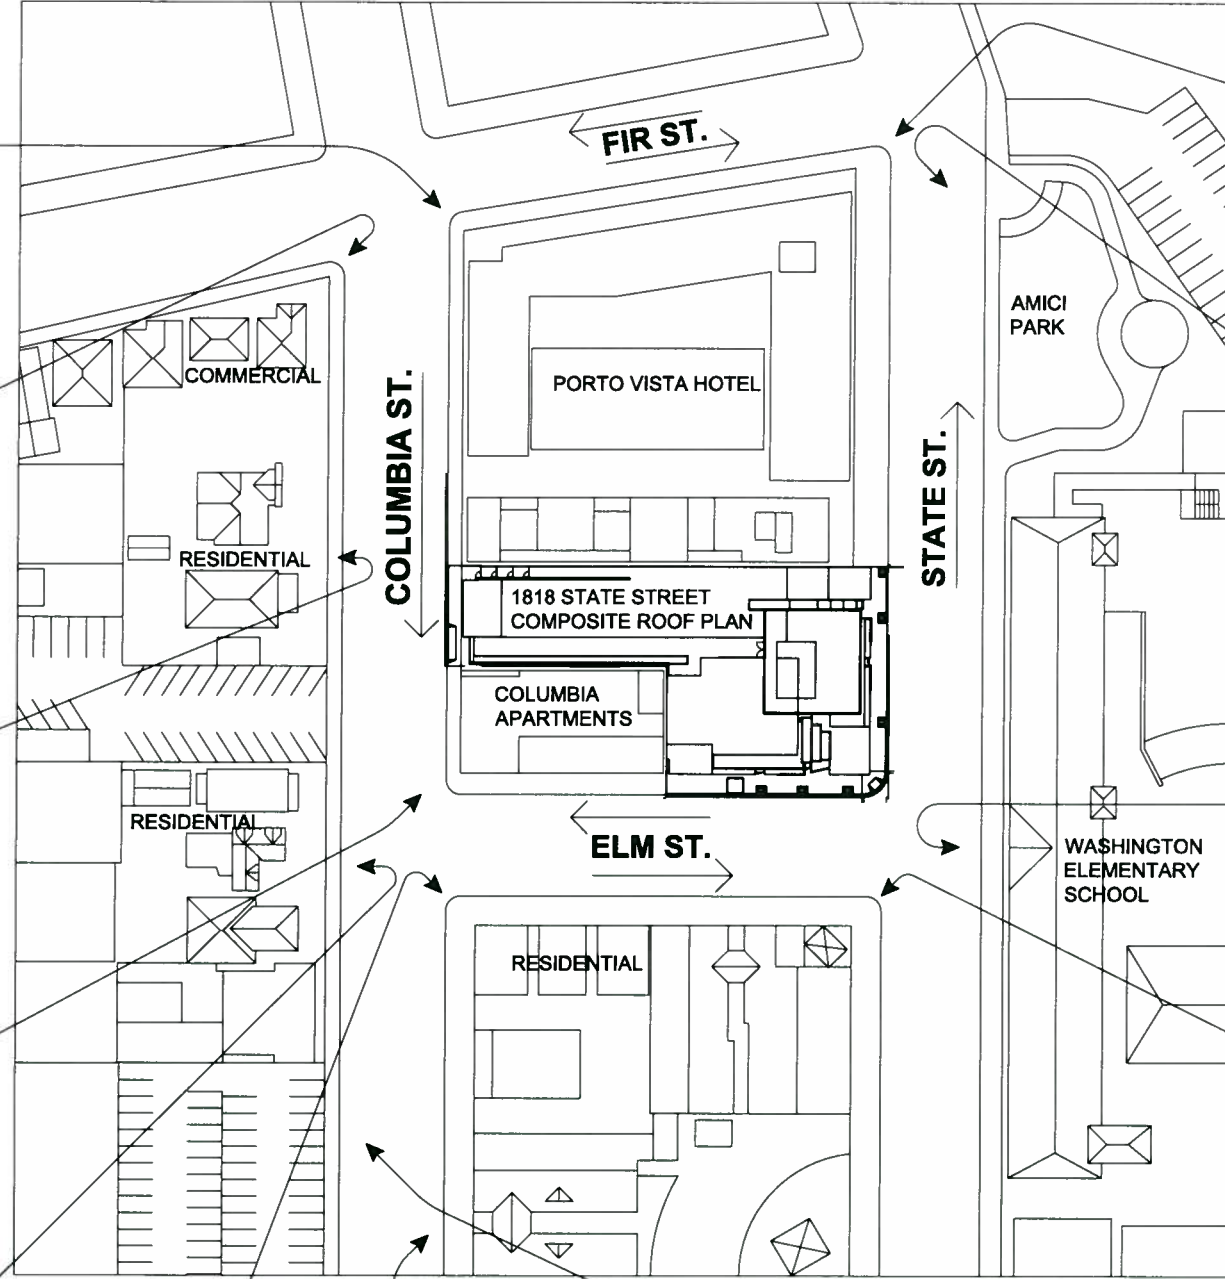 FIR ST.
AMICI
PARK
COMMERCIAL
PORTO VISTA HOTEL
COLUMBIA ST.
STATE ST.
RESIDENTIAL
1818 STATE STREET
COMPOSITE ROOF PLAN
COLUMBIA
APARTMENTS
RESIDENTIAL
ELM ST.
WASHINGTON
ELEMENTARY
SCHOOL
RESIDENTIAL